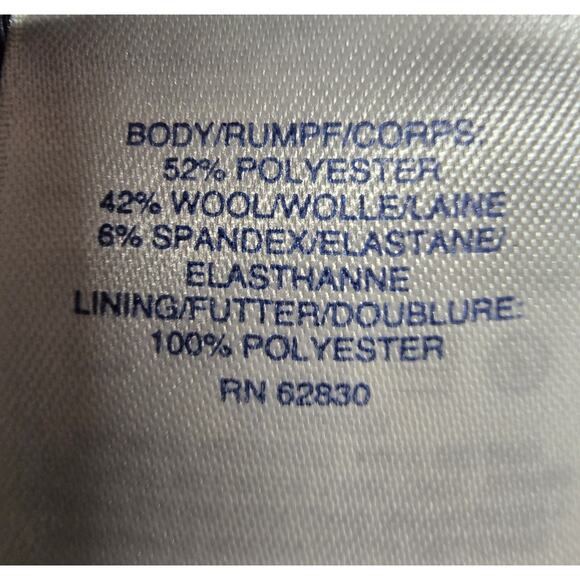 BODY/RUMPF/CORPS:
52% POLYESTER
42% WOOL/WOLLE/LAINE
6% SPANDEX/ELASTANE/
ELASTHANNE
LINING/FUTTER/DOUBLURE:
100% POLYESTER
RN 62830